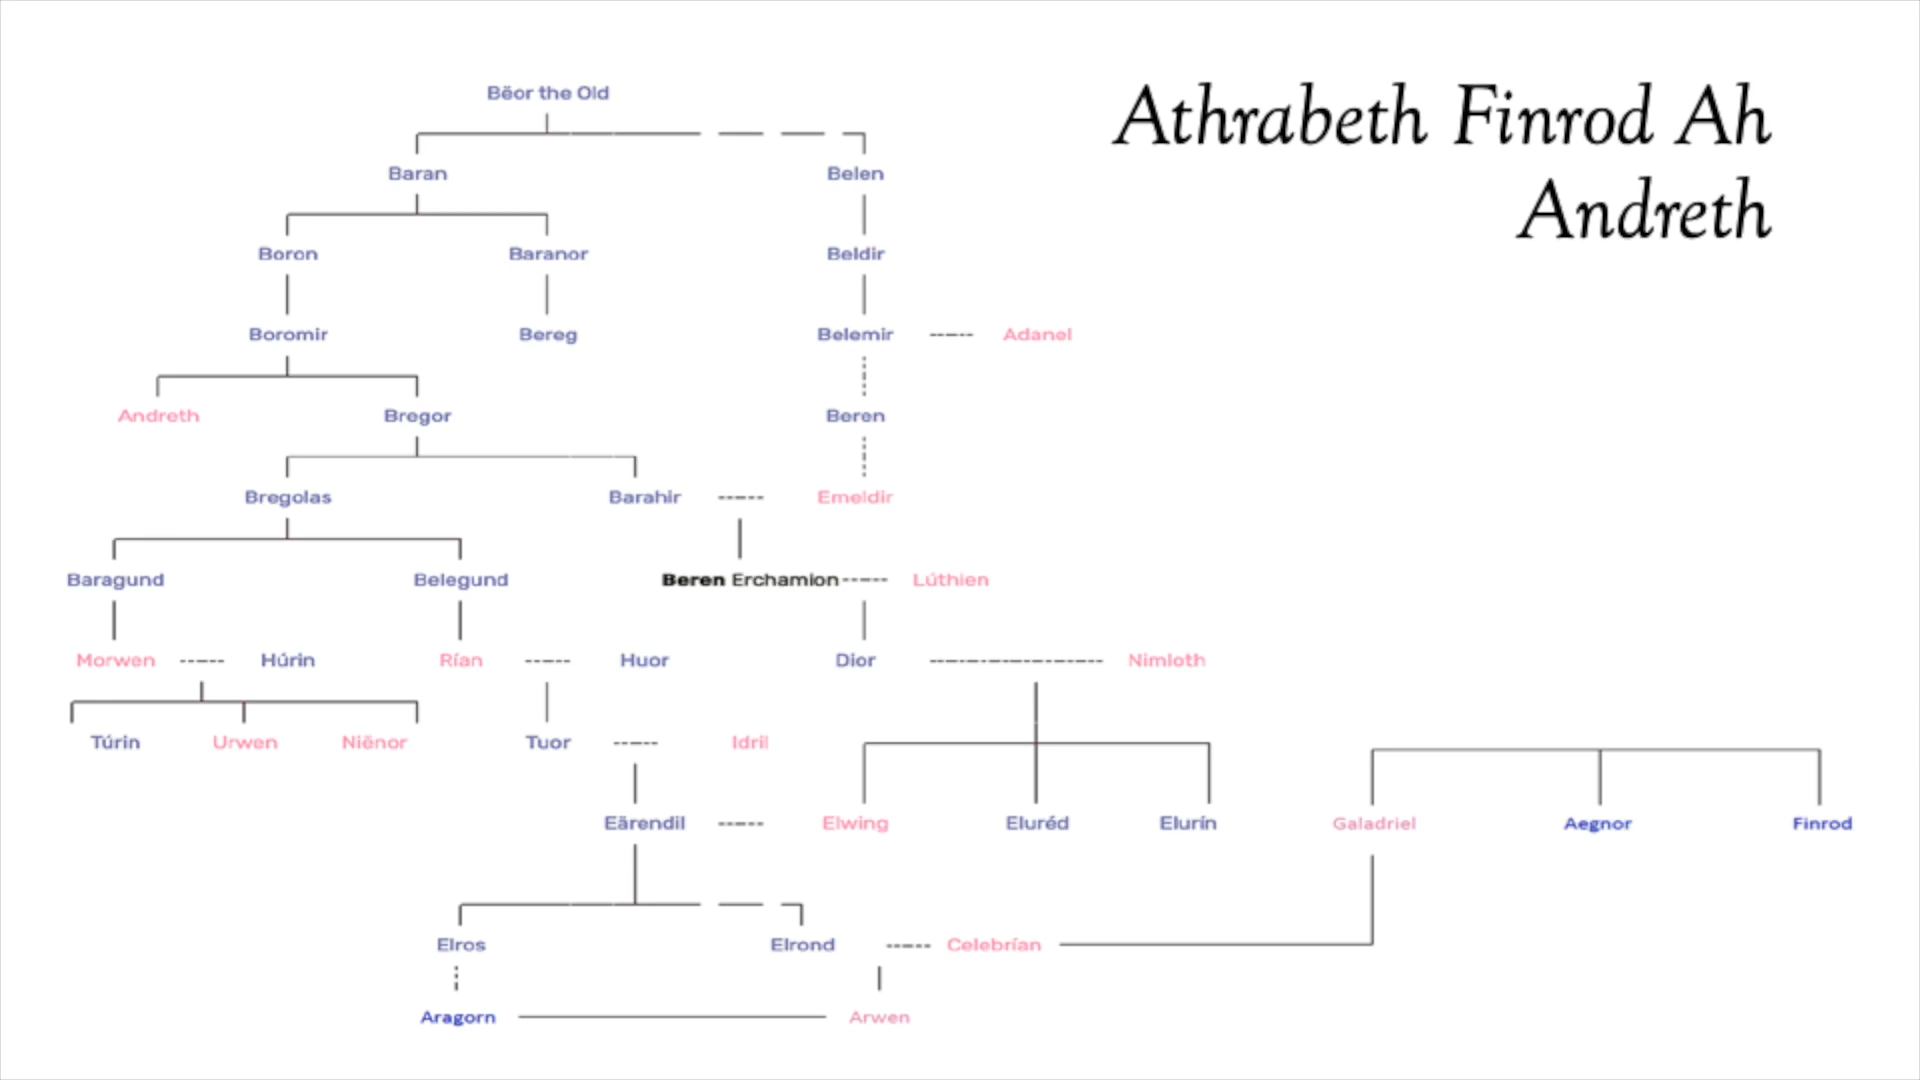 Athrabeth Finrod Ah
Andreth
Bëor the Old
Baran Belen
Boron Baranor Beldir
Boromir Bereg Belemir Adanel
Andreth Bregor Beren
Bregolas Barahir Emeldir
Baragund Belegund Beren Erchamion Lúthien
Morwen Húrin Rían Huor Dior Nimloth
Túrin Urwen Niënor Tuor Idril
Eärendil Elwing Eluréd Elurín Galadriel Aegnor Finrod
Elros Elrond Celebrían
Aragorn Arwen